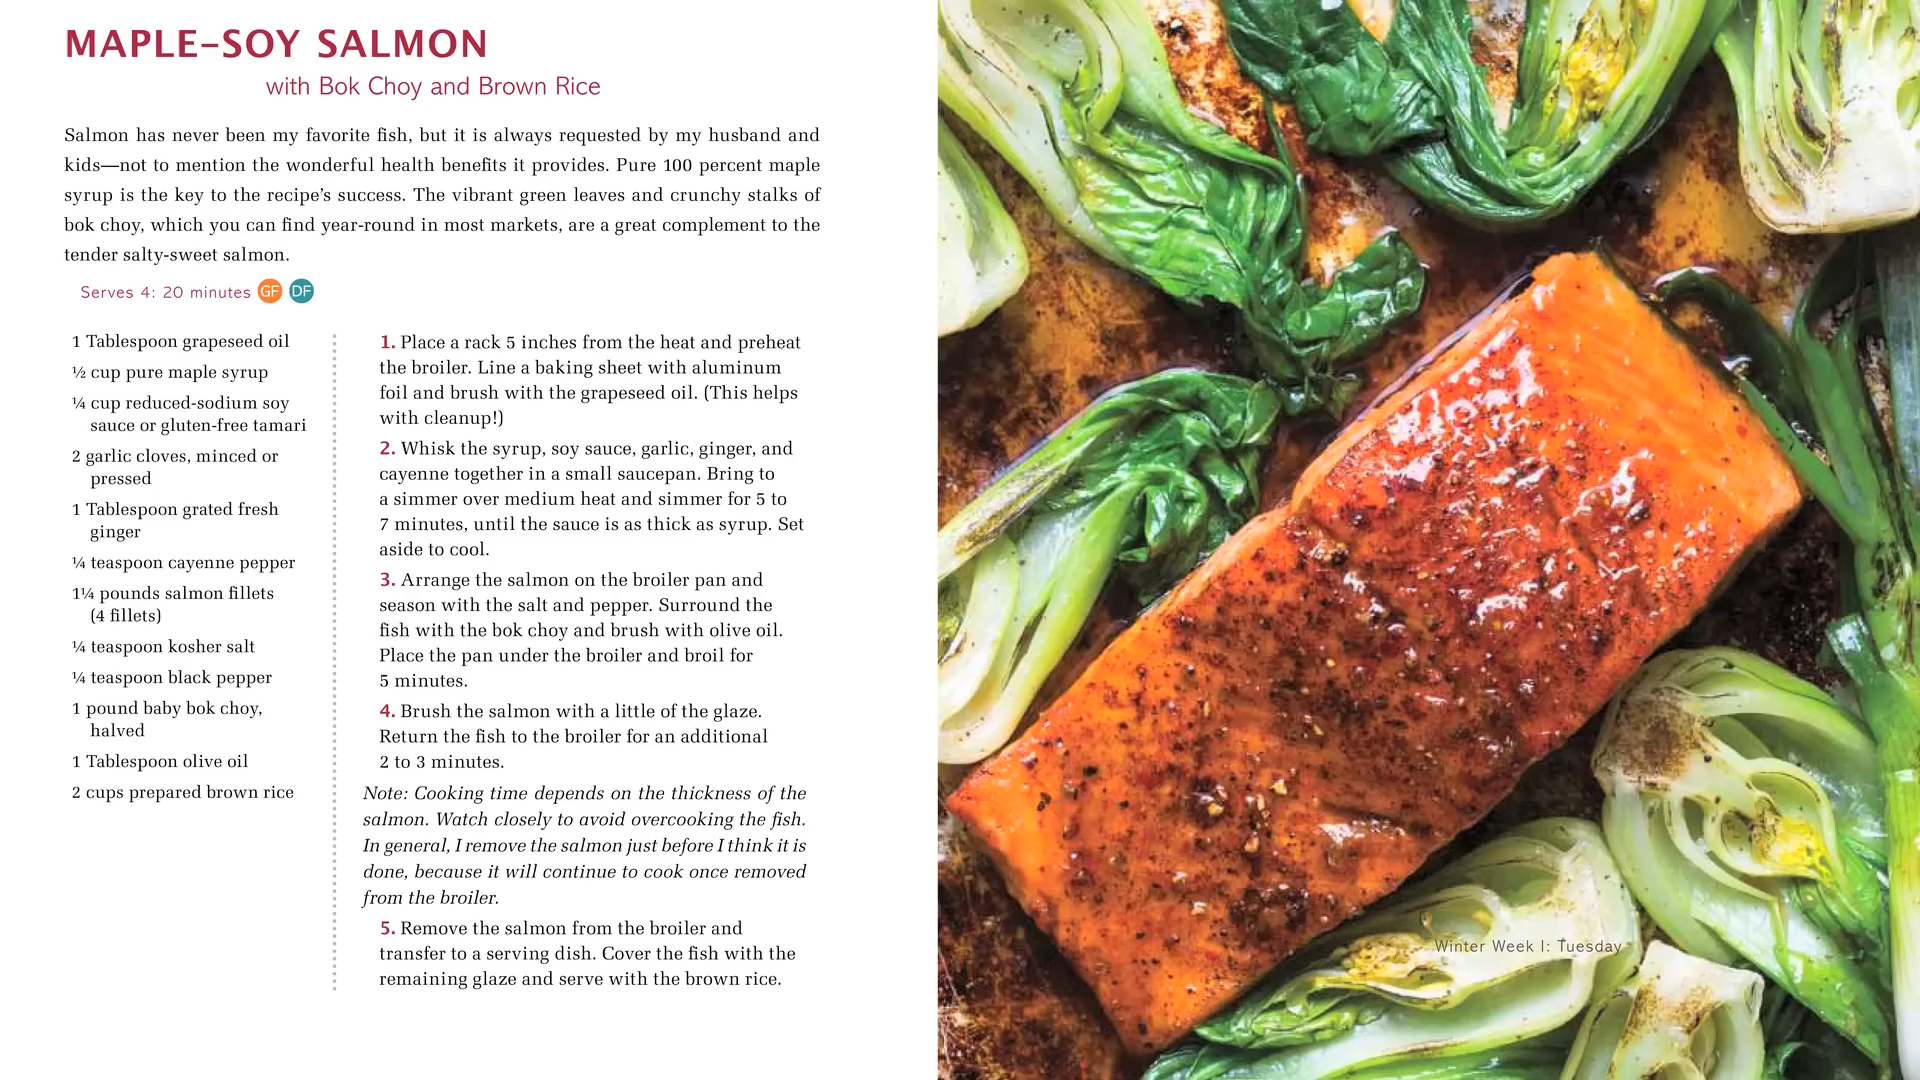 MAPLE–SOY SALMON
with Bok Choy and Brown Rice
Salmon has never been my favorite fish, but it is always requested by my husband and
kids—not to mention the wonderful health benefits it provides. Pure 100 percent maple
syrup is the key to the recipe’s success. The vibrant green leaves and crunchy stalks of
bok choy, which you can find year-round in most markets, are a great complement to the
tender salty-sweet salmon.
Serves 4: 20 minutes GF DF
1 Tablespoon grapeseed oil
½ cup pure maple syrup
¼ cup reduced-sodium soy
sauce or gluten-free tamari
2 garlic cloves, minced or
pressed
1 Tablespoon grated fresh
ginger
¼ teaspoon cayenne pepper
1¼ pounds salmon fillets
(4 fillets)
¼ teaspoon kosher salt
¼ teaspoon black pepper
1 pound baby bok choy,
halved
1 Tablespoon olive oil
2 cups prepared brown rice
1. Place a rack 5 inches from the heat and preheat
the broiler. Line a baking sheet with aluminum
foil and brush with the grapeseed oil. (This helps
with cleanup!)
2. Whisk the syrup, soy sauce, garlic, ginger, and
cayenne together in a small saucepan. Bring to
a simmer over medium heat and simmer for 5 to
7 minutes, until the sauce is as thick as syrup. Set
aside to cool.
3. Arrange the salmon on the broiler pan and
season with the salt and pepper. Surround the
fish with the bok choy and brush with olive oil.
Place the pan under the broiler and broil for
5 minutes.
4. Brush the salmon with a little of the glaze.
Return the fish to the broiler for an additional
2 to 3 minutes.
Note: Cooking time depends on the thickness of the
salmon. Watch closely to avoid overcooking the fish.
In general, I remove the salmon just before I think it is
done, because it will continue to cook once removed
from the broiler.
5. Remove the salmon from the broiler and
transfer to a serving dish. Cover the fish with the
remaining glaze and serve with the brown rice.
Winter Week I: Tuesday